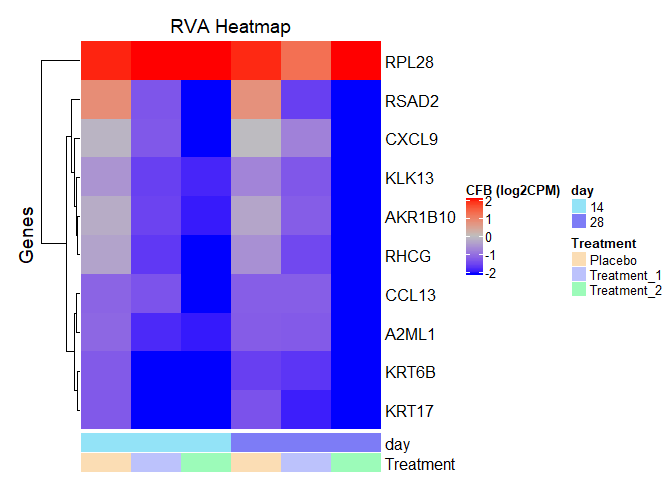 RVA Heatmap
Genes
RPL28
RSAD2
CXCL9
KLK13
AKR1B10
RHCG
CCL13
A2ML1
KRT6B
KRT17
day
Treatment
CFB (log2CPM)
2
1
0
-1
-2
day
14
28
Treatment
Placebo
Treatment_1
Treatment_2